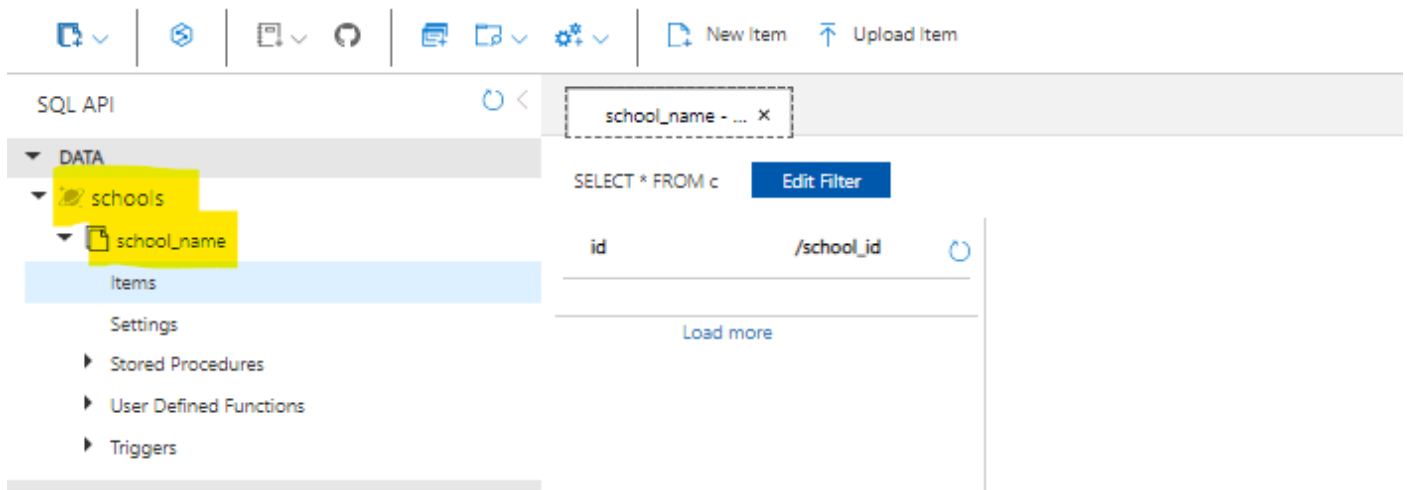 New Item Upload Item
SQL API
school_name - ...
DATA
SELECT * FROM c Edit Filter
schools
school_name
id /school_id
Items
Settings
Load more
Stored Procedures
User Defined Functions
Triggers